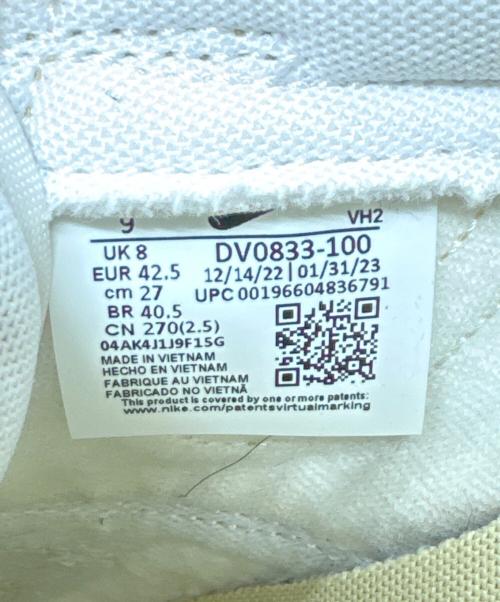 9
VH2
UK 8
DV0833-100
EUR 42.5
12/14/22 | 01/31/23
cm 27
UPC 00196604836791
BR 40.5
CN 270(2.5)
04AK4J1J9F15G
MADE IN VIETNAM
HECHO EN VIETNAM
FABRIQUE AU VIETNAM
FABRICADO NO VIETNÃ
This product is covered by one or more patents:
www.nike.com/patentsvirtualmarking